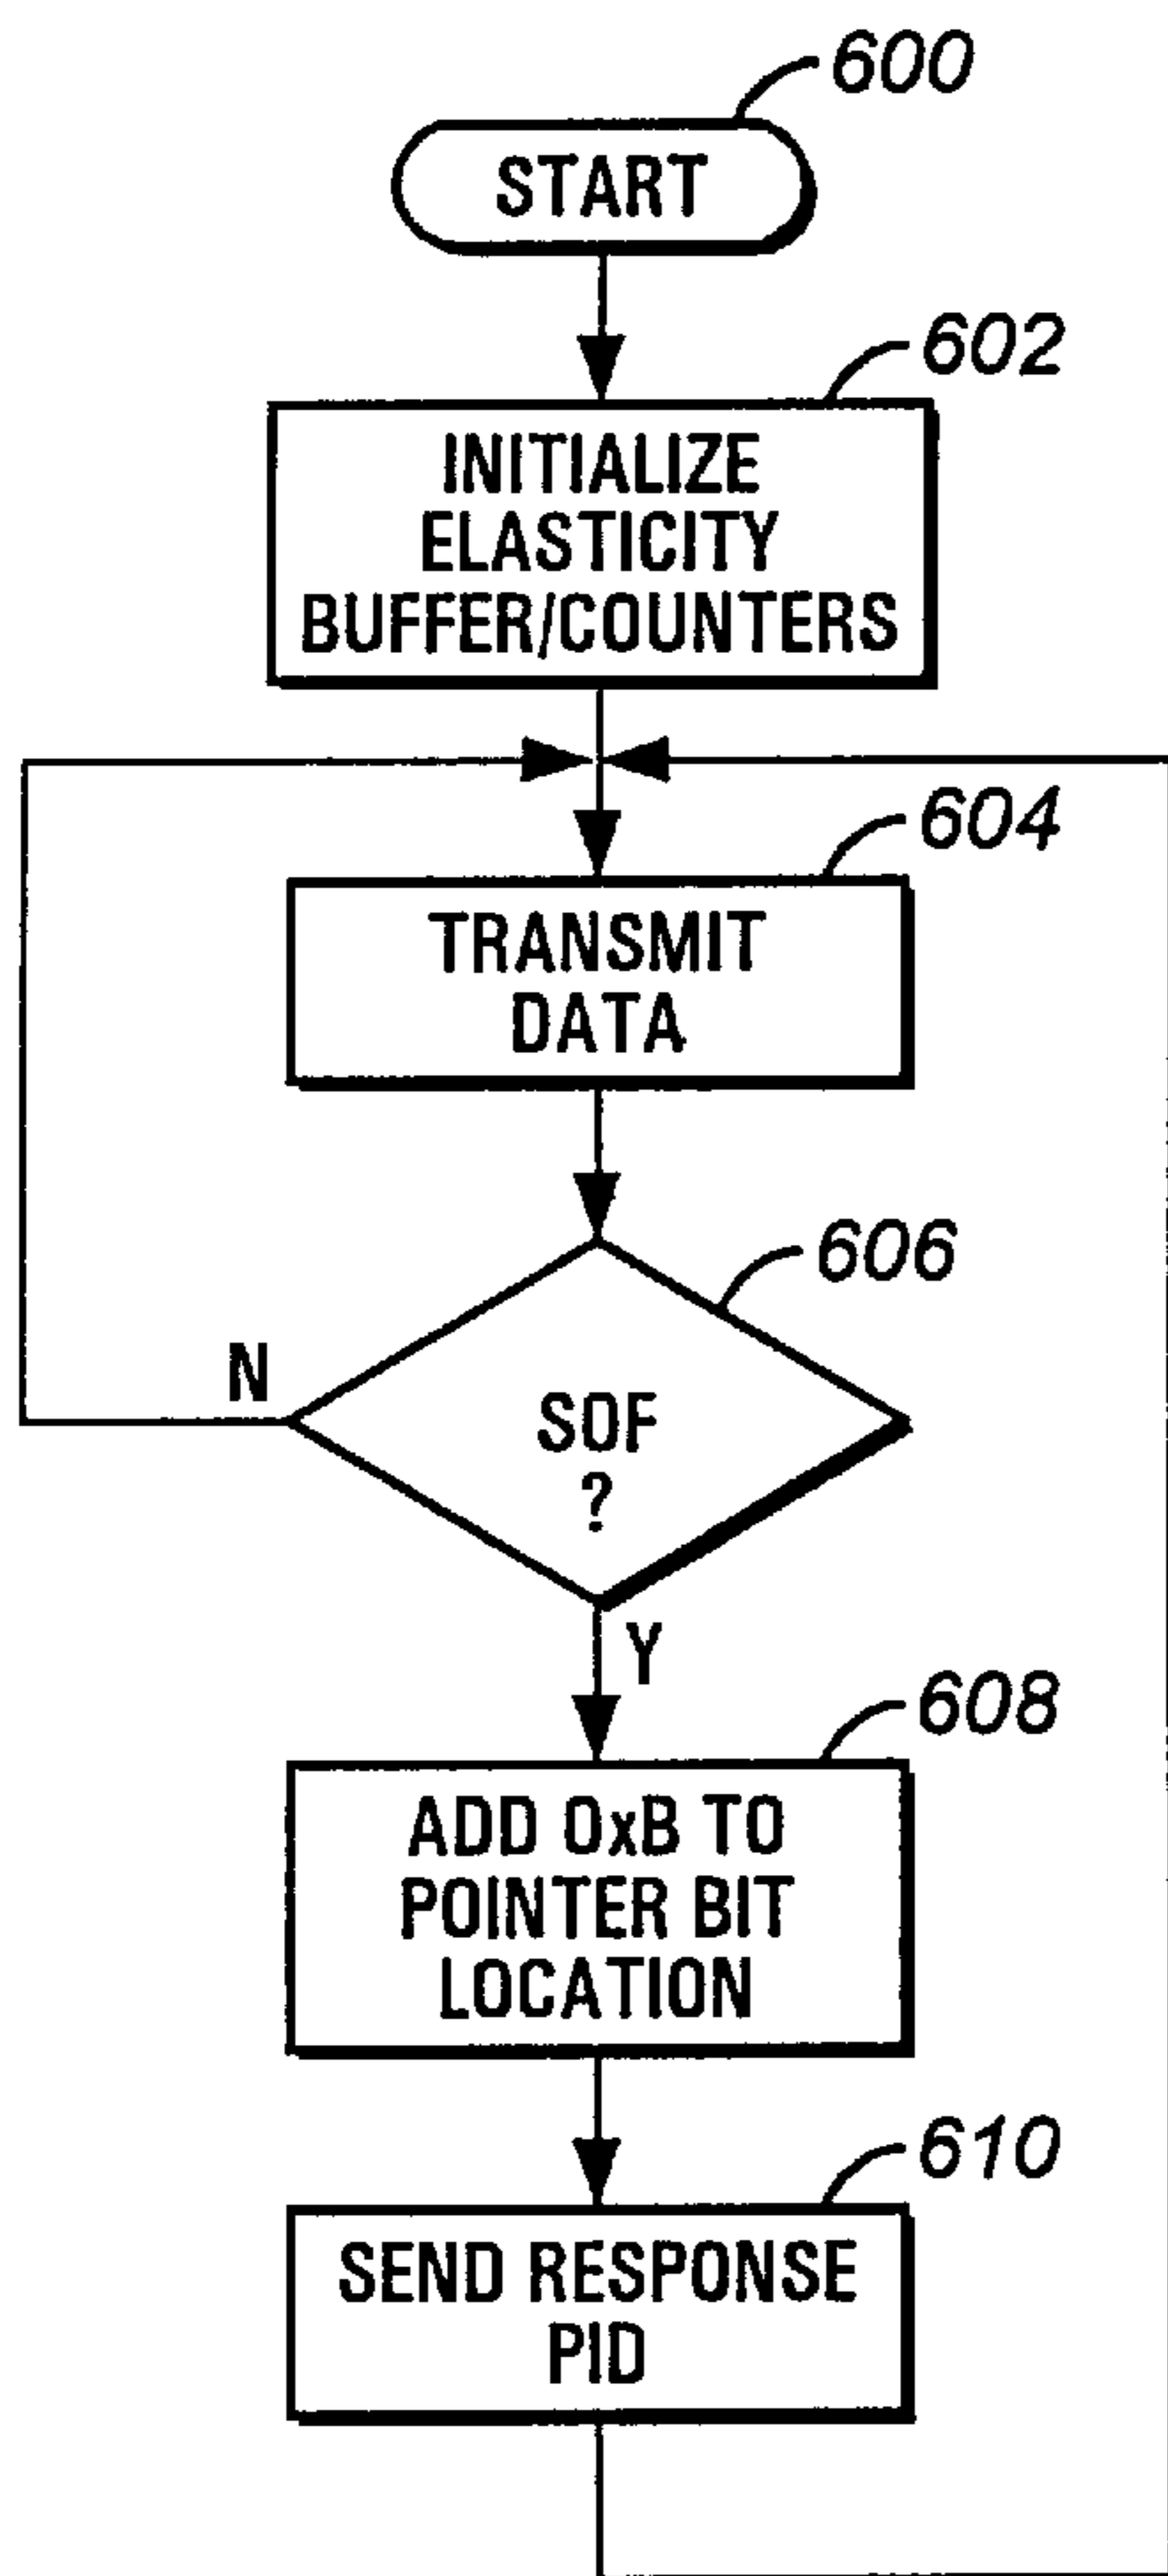 600
START
602
INITIALIZE
ELASTICITY
BUFFER/COUNTERS
604
TRANSMIT
DATA
606
N
SOF
?
Y
608
ADD 0xB TO
POINTER BIT
LOCATION
610
SEND RESPONSE
PID